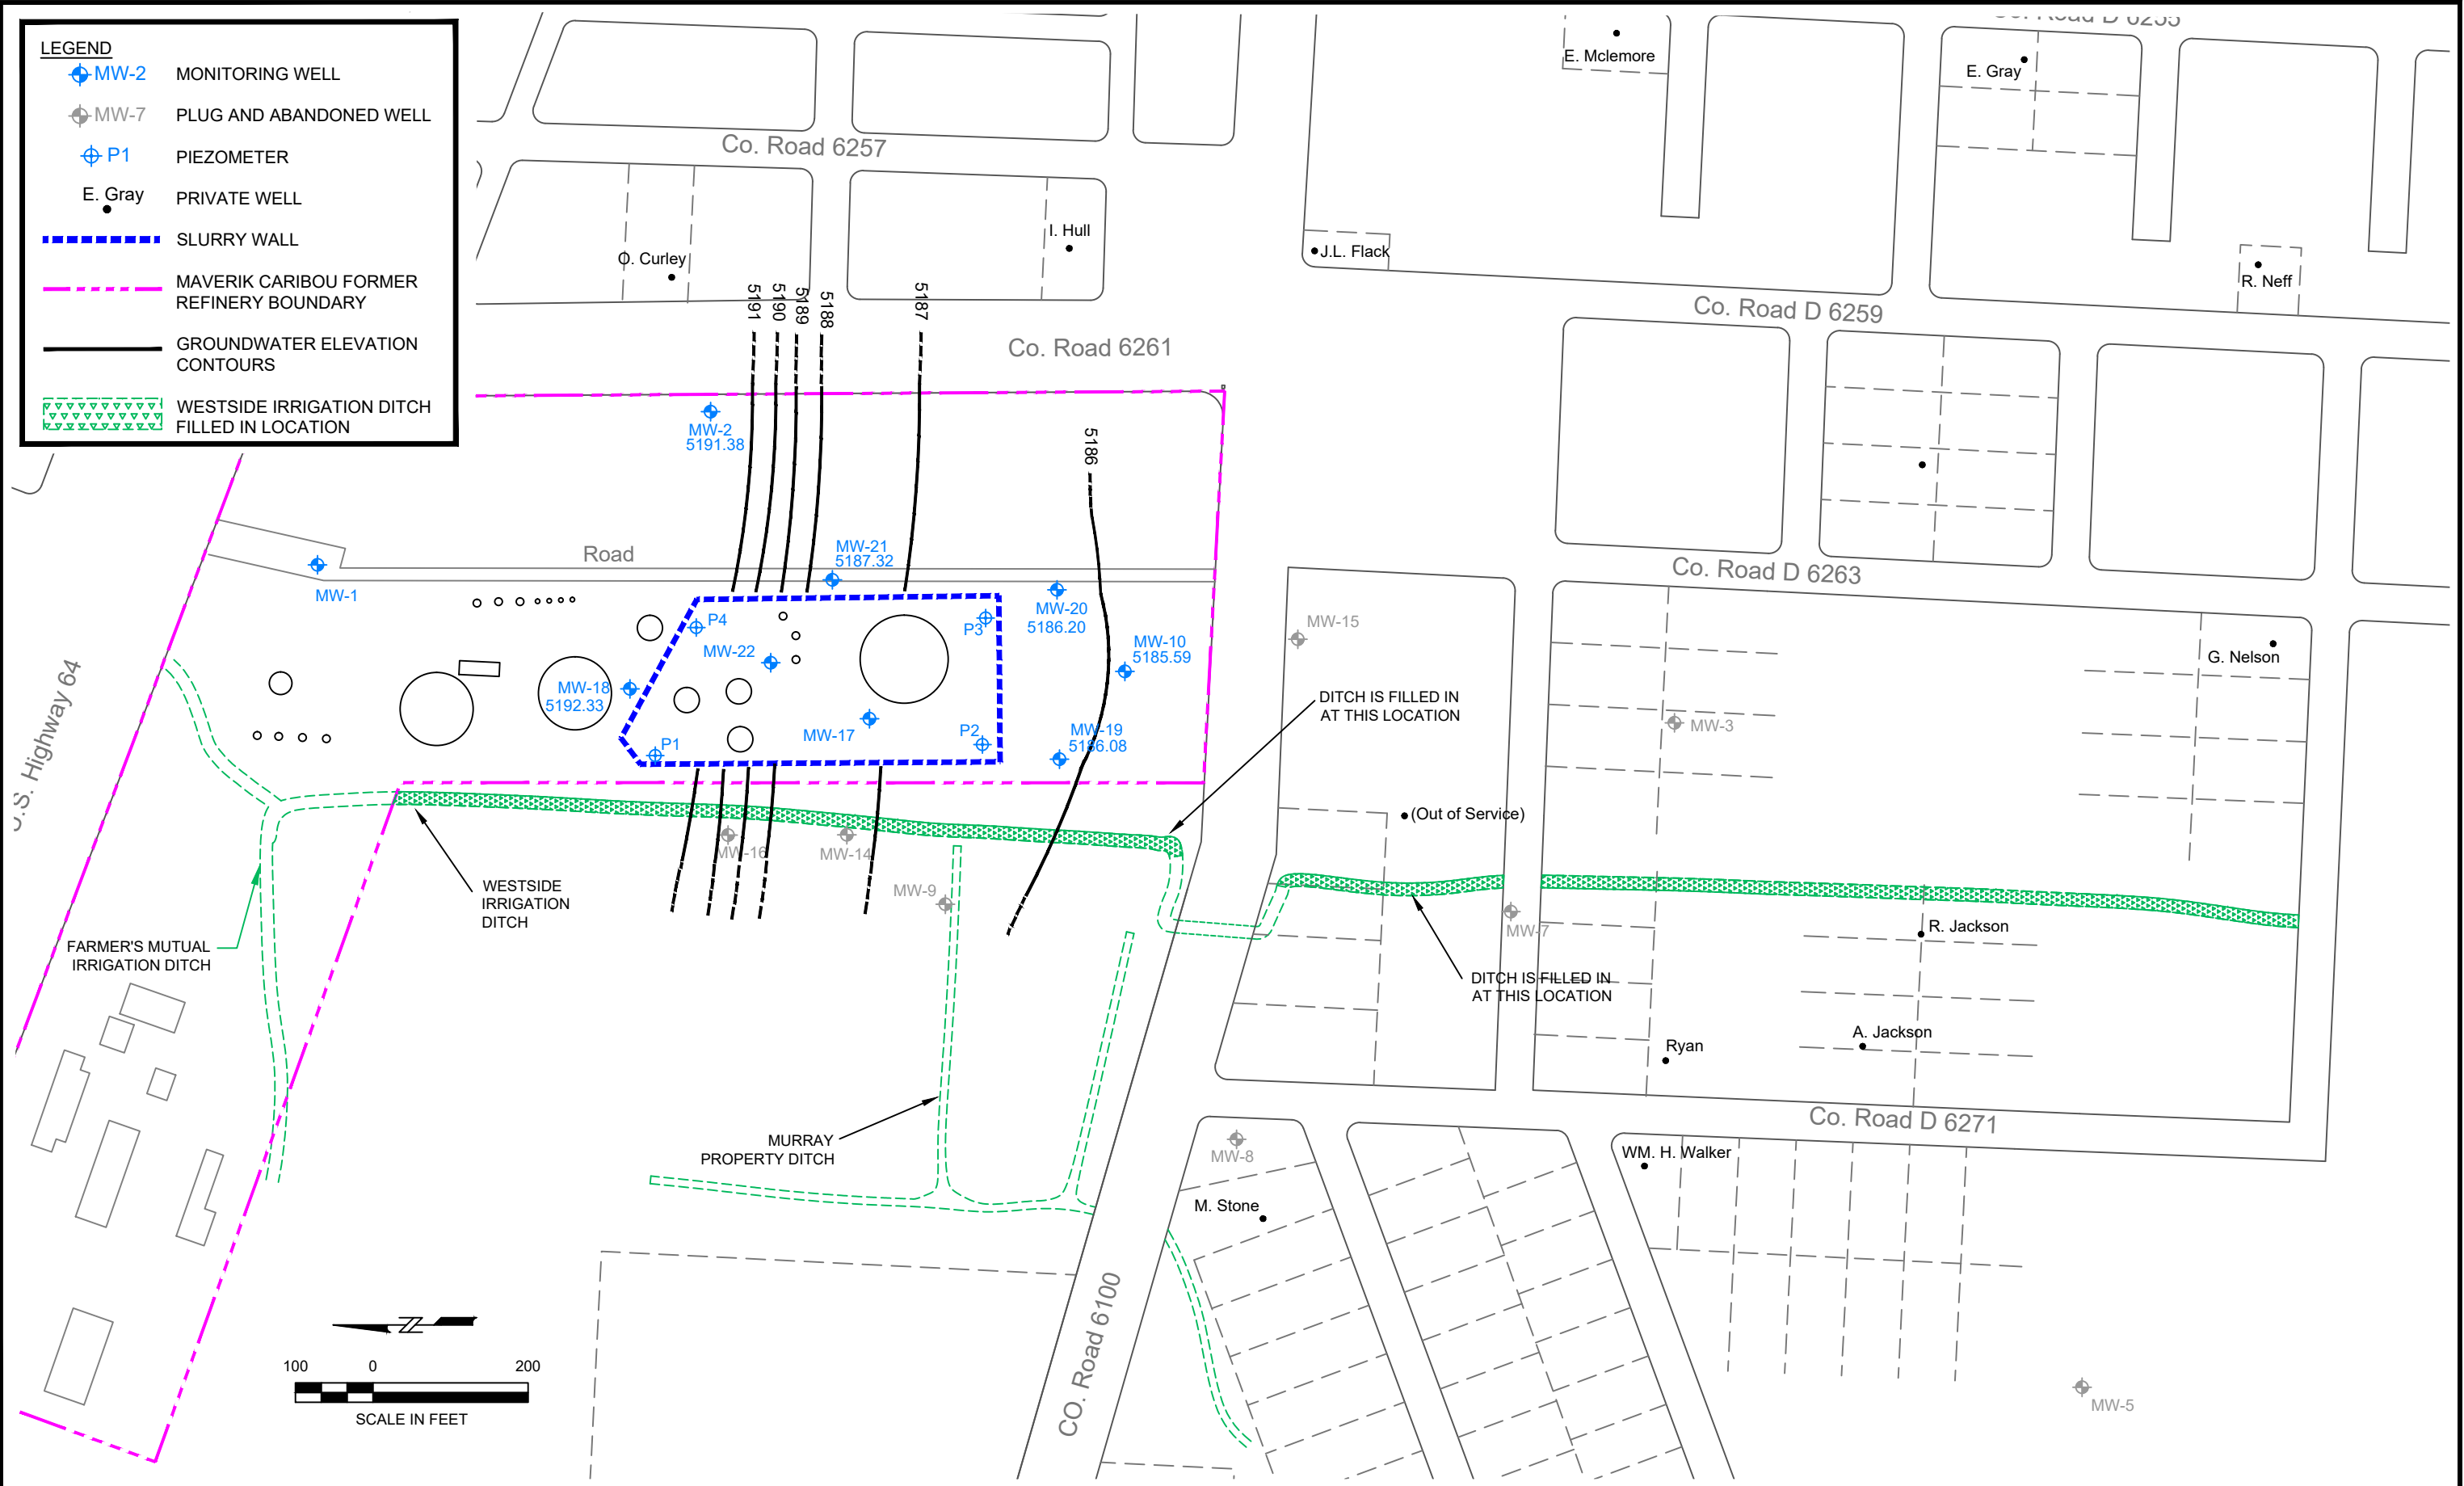 LEGEND
MW-2 MONITORING WELL
MW-7 PLUG AND ABANDONED WELL
P1 PIEZOMETER
E. Gray PRIVATE WELL
SLURRY WALL
MAVERIK CARIBOU FORMER
REFINERY BOUNDARY
GROUNDWATER ELEVATION
CONTOURS
WESTSIDE IRRIGATION DITCH
FILLED IN LOCATION
E. Mclemore
E. Gray
Co. Road 6257
I. Hull
O. Curley
J.L. Flack
R. Neff
Co. Road D 6259
5191
5190
5189
5188
5187
Co. Road 6261
MW-2
5191.38
5186
Road
MW-21
5187.32
Co. Road D 6263
MW-1
P4
P3
MW-20
5186.20
MW-15
MW-22
MW-10
5185.59
G. Nelson
MW-18
5192.33
DITCH IS FILLED IN
AT THIS LOCATION
MW-3
MW-17
P2
P1
MW-19
5186.08
U.S. Highway 64
(Out of Service)
MW-16
MW-14
MW-9
WESTSIDE
IRRIGATION
DITCH
MW-7
R. Jackson
FARMER'S MUTUAL
IRRIGATION DITCH
DITCH IS FILLED IN
AT THIS LOCATION
A. Jackson
Ryan
Co. Road D 6271
MURRAY
PROPERTY DITCH
MW-8
WM. H. Walker
M. Stone
CO. Road 6100
100 0 200
SCALE IN FEET
MW-5